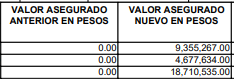 VALOR ASEGURADO ANTERIOR EN PESOS	VALOR ASEGURADO NUEVO EN PESOS
0.00	9,355,267.00
0.00	4,677,634.00
0.00	18,710,535.00